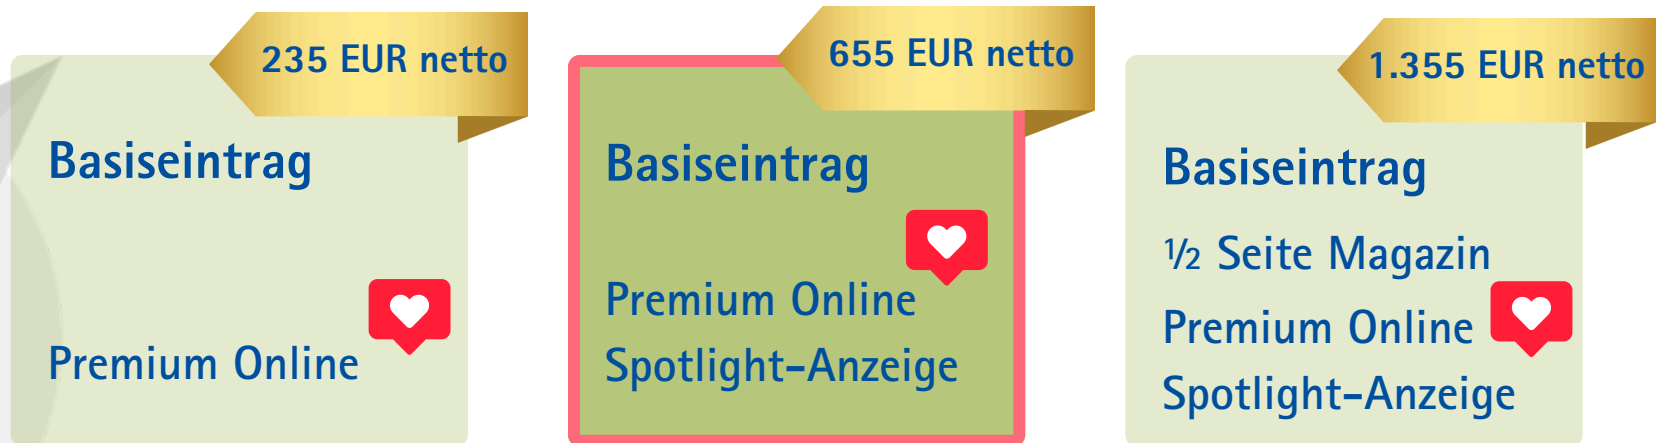 235 EUR netto
Basiseintrag
Premium Online
655 EUR netto
Basiseintrag
Premium Online
Spotlight-Anzeige
1.355 EUR netto
Basiseintrag
½ Seite Magazin
Premium Online
Spotlight-Anzeige